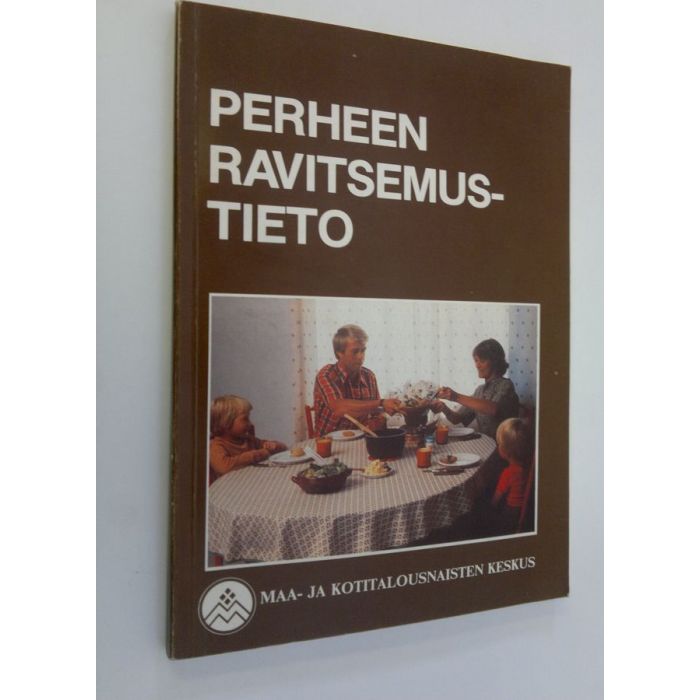 PERHEEN
RAVITSEMUS-
TIETO
MAA- JA KOTITALOUSNAISTEN KESKUS